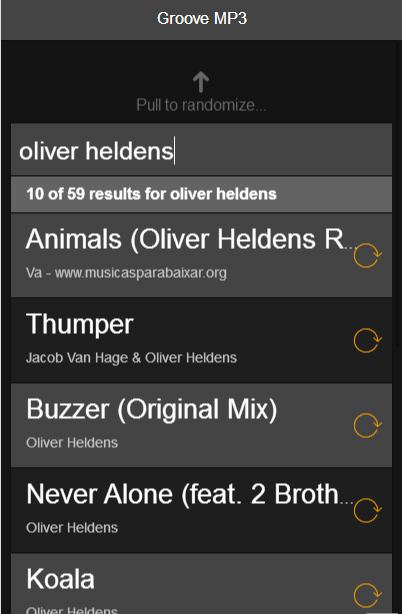 Groove MP3
Pull to randomize...
oliver heldens
10 of 59 results for oliver heldens
Animals (Oliver Heldens R...
Va - www.musicasparabaixar.org
Thumper
Jacob Van Hage & Oliver Heldens
Buzzer (Original Mix)
Oliver Heldens
Never Alone (feat. 2 Broth...
Oliver Heldens
Koala
Oliver Heldens